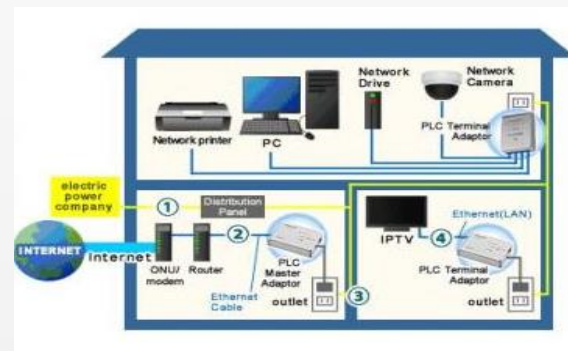 Network
Drive
Network
Camera
PLC Terminal
Adaptor
Network printer
PC
electric
power
company
①
Distribution
Panel
INTERNET
Internet
ONU/
modem
Router
②
Ethernet
Cable
PLC
Master
Adaptor
outlet
③
IPTV
④
Ethernet(LAN)
PLC Terminal
Adaptor
outlet